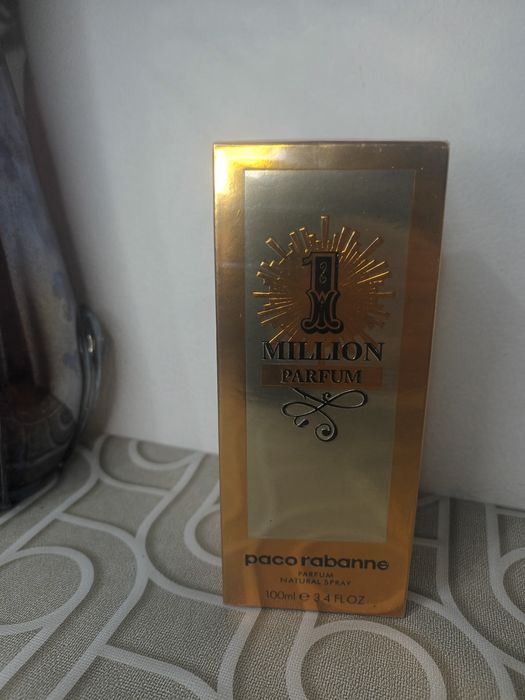 1
MILLION
PARFUM
paco rabanne
PARFUM
NATURAL SPRAY
100ml ℮ 3.4 FL.OZ.